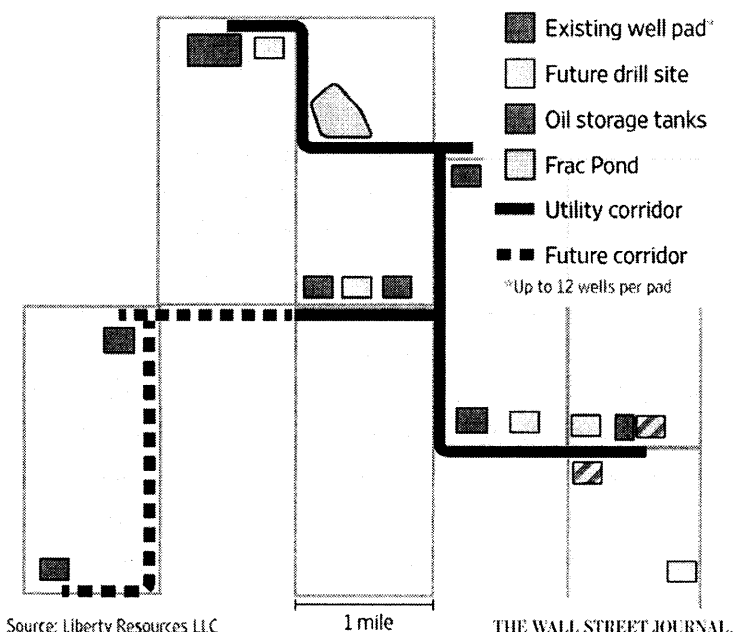 Existing well pad*
Future drill site
Oil storage tanks
Frac Pond
Utility corridor
Future corridor
*Up to 12 wells per pad
1 mile
Source: Liberty Resources LLC
THE WALL STREET JOURNAL.